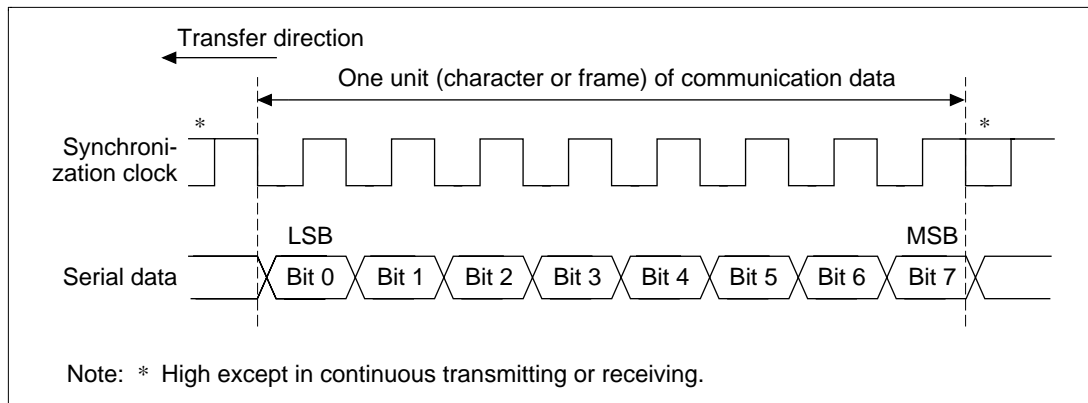 Transfer direction
One unit (character or frame) of communication data
* *
Synchroni-
zation clock
LSB MSB
Serial data Bit 0 Bit 1 Bit 2 Bit 3 Bit 4 Bit 5 Bit 6 Bit 7
Note: * High except in continuous transmitting or receiving.